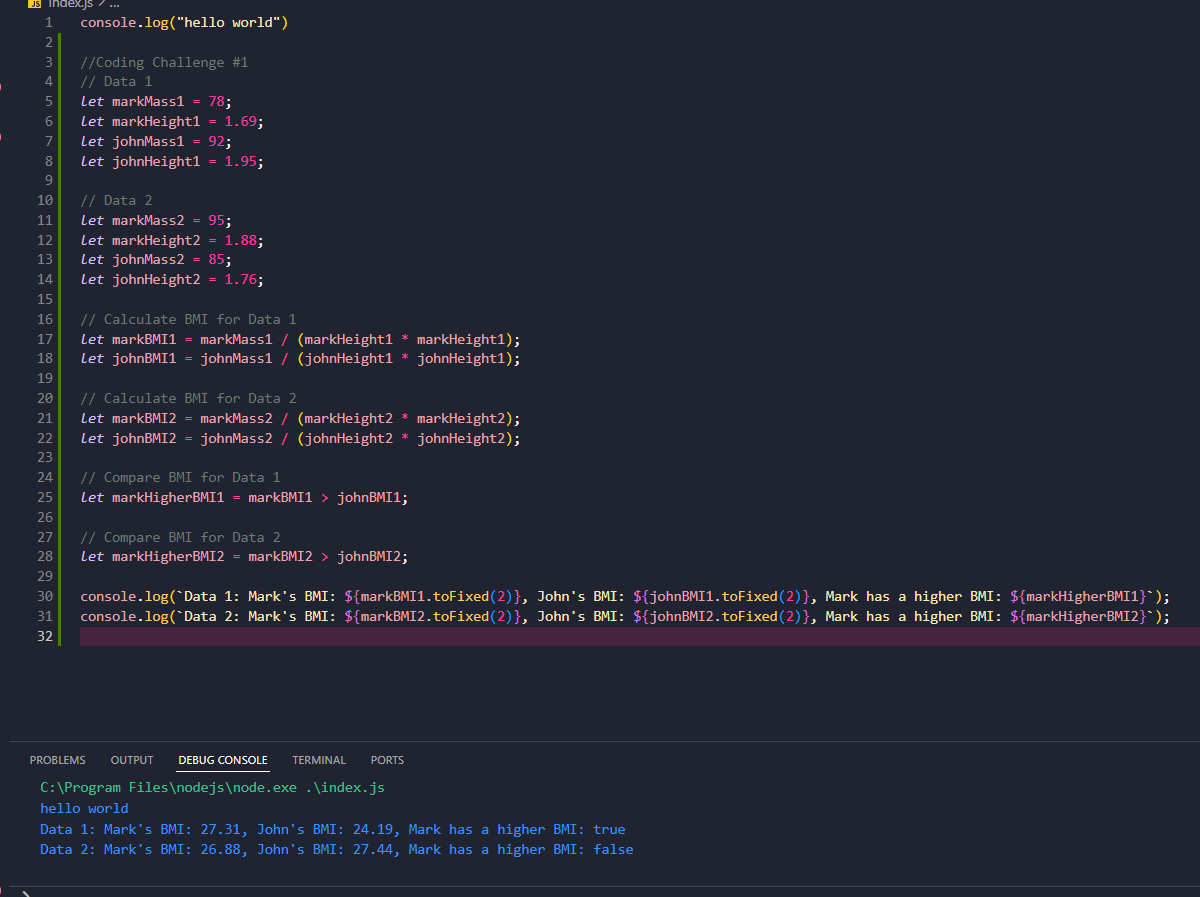 JS index.js > ...
1 console.log("hello world")
2
3 //Coding Challenge #1
4 // Data 1
5 let markMass1 = 78;
6 let markHeight1 = 1.69;
7 let johnMass1 = 92;
8 let johnHeight1 = 1.95;
9
10 // Data 2
11 let markMass2 = 95;
12 let markHeight2 = 1.88;
13 let johnMass2 = 85;
14 let johnHeight2 = 1.76;
15
16 // Calculate BMI for Data 1
17 let markBMI1 = markMass1 / (markHeight1 * markHeight1);
18 let johnBMI1 = johnMass1 / (johnHeight1 * johnHeight1);
19
20 // Calculate BMI for Data 2
21 let markBMI2 = markMass2 / (markHeight2 * markHeight2);
22 let johnBMI2 = johnMass2 / (johnHeight2 * johnHeight2);
23
24 // Compare BMI for Data 1
25 let markHigherBMI1 = markBMI1 > johnBMI1;
26
27 // Compare BMI for Data 2
28 let markHigherBMI2 = markBMI2 > johnBMI2;
29
30 console.log(`Data 1: Mark's BMI: ${markBMI1.toFixed(2)}, John's BMI: ${johnBMI1.toFixed(2)}, Mark has a higher BMI: ${markHigherBMI1}`);
31 console.log(`Data 2: Mark's BMI: ${markBMI2.toFixed(2)}, John's BMI: ${johnBMI2.toFixed(2)}, Mark has a higher BMI: ${markHigherBMI2}`);
32
PROBLEMS OUTPUT DEBUG CONSOLE TERMINAL PORTS
C:\Program Files\nodejs\node.exe .\index.js
hello world
Data 1: Mark's BMI: 27.31, John's BMI: 24.19, Mark has a higher BMI: true
Data 2: Mark's BMI: 26.88, John's BMI: 27.44, Mark has a higher BMI: false